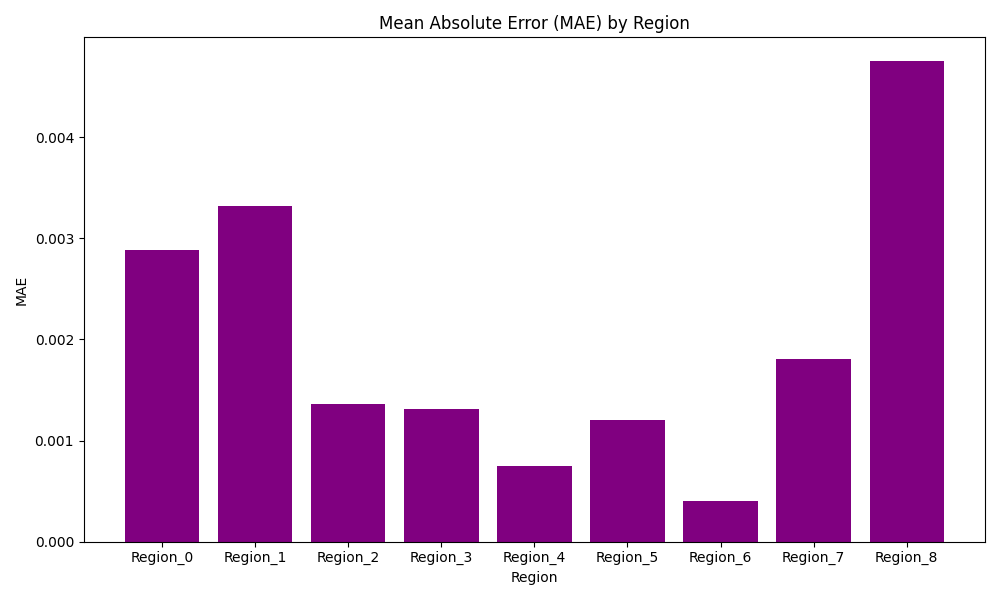 Mean Absolute Error (MAE) by Region
MAE
0.004
0.003
0.002
0.001
0.000
Region_0 Region_1 Region_2 Region_3 Region_4 Region_5 Region_6 Region_7 Region_8
Region